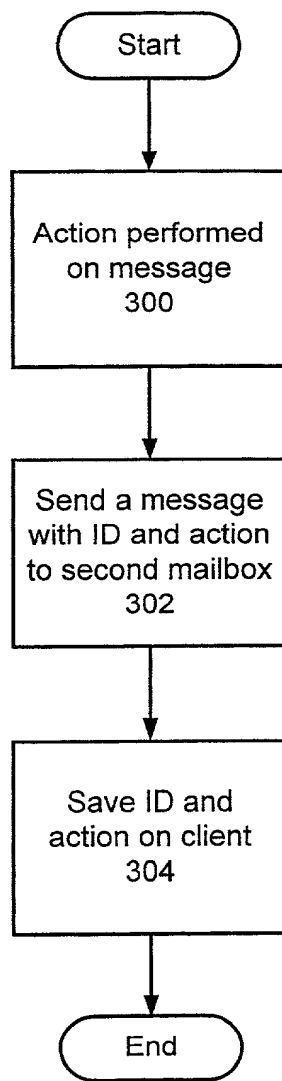 Start
Action performed
on message
300
Send a message
with ID and action
to second mailbox
302
Save ID and
action on client
304
End